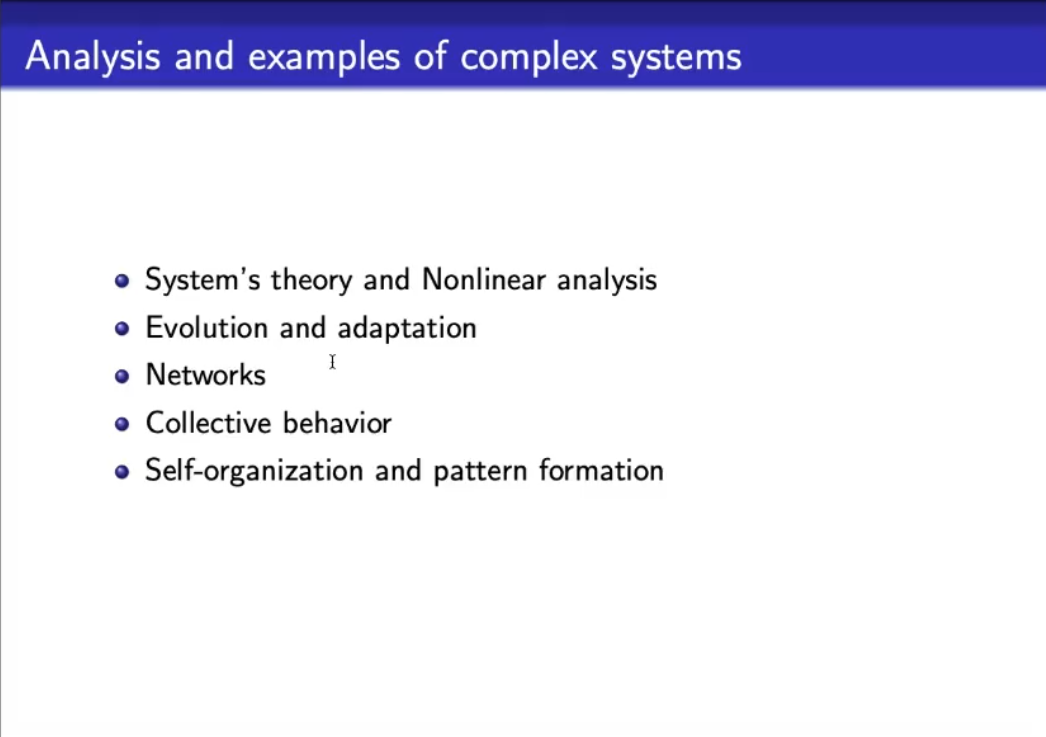 Analysis and examples of complex systems
System's theory and Nonlinear analysis
Evolution and adaptation
Networks
Collective behavior
Self-organization and pattern formation